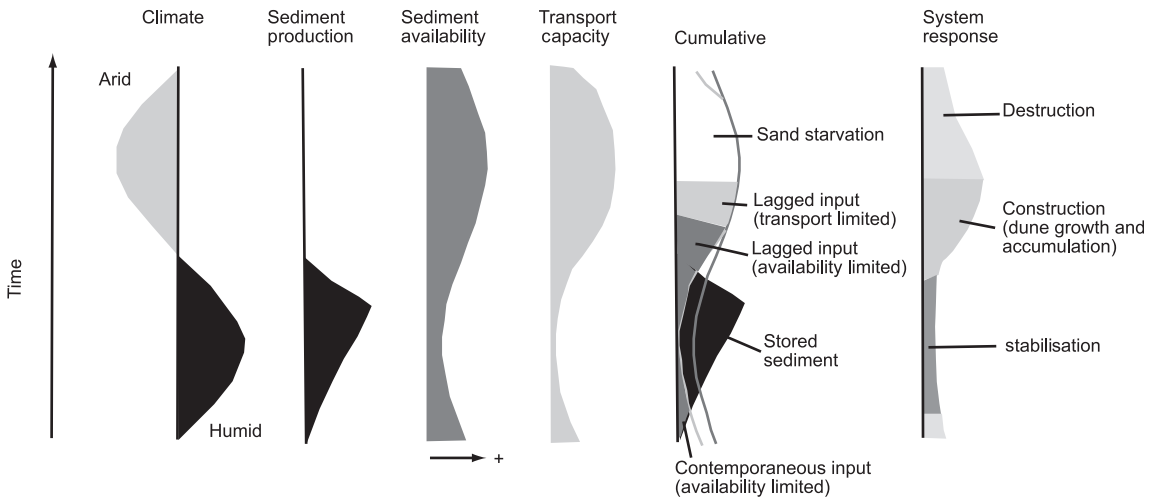 Climate
Sediment
production
Sediment
availability
Transport
capacity
Cumulative
System
response
Time
Arid
Humid
+
Sand starvation
Lagged input
(transport limited)
Lagged input
(availability limited)
Stored
sediment
Contemporaneous input
(availability limited)
Destruction
Construction
(dune growth and
accumulation)
stabilisation